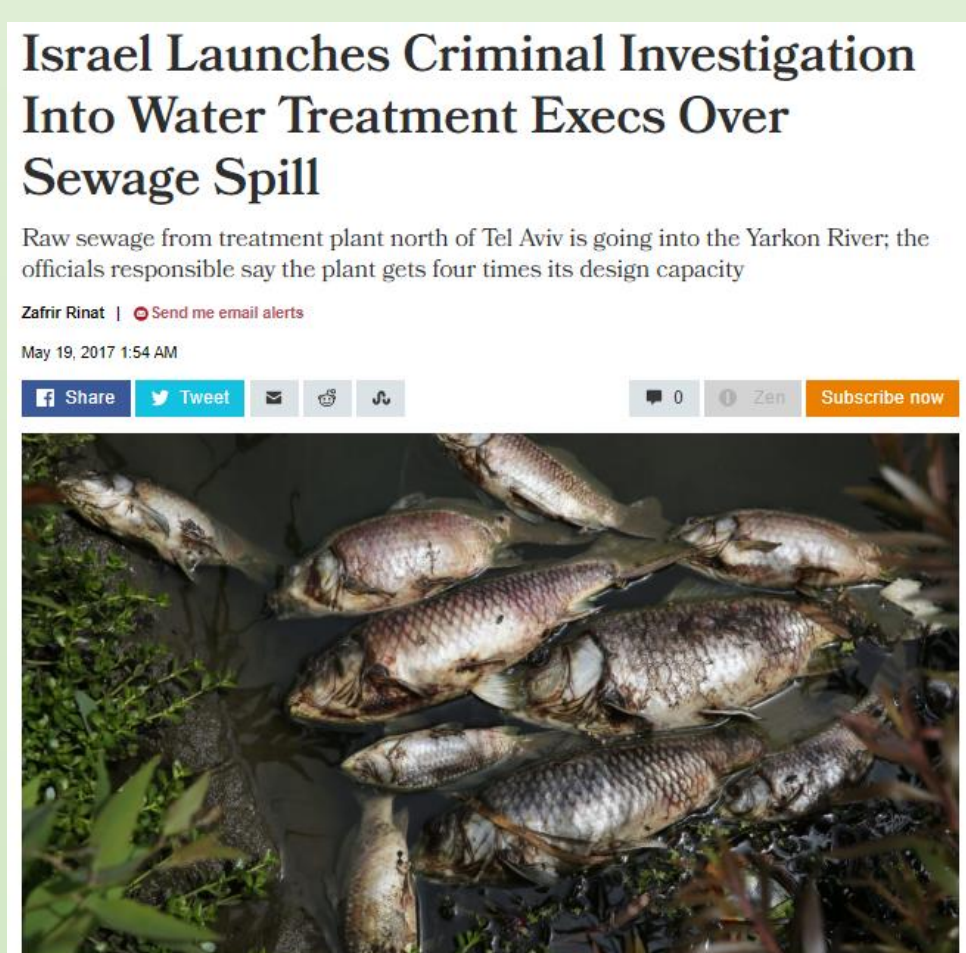 Israel Launches Criminal Investigation
Into Water Treatment Execs Over
Sewage Spill
Raw sewage from treatment plant north of Tel Aviv is going into the Yarkon River; the
officials responsible say the plant gets four times its design capacity
Zafrir Rinat | Send me email alerts
May 19, 2017 1:54 AM
Share Tweet 0 Zen Subscribe now